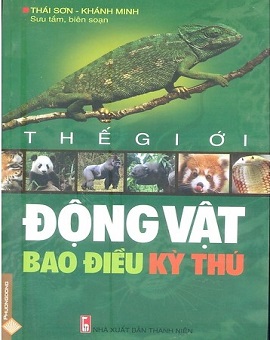 THÁI SƠN - KHÁNH MINH
Sưu tầm, biên soạn
THẾ GIỚI
ĐỘNG VẬT
BAO ĐIỀU KỲ THÚ
PHUONGDONG
NHÀ XUẤT BẢN THANH NIÊN